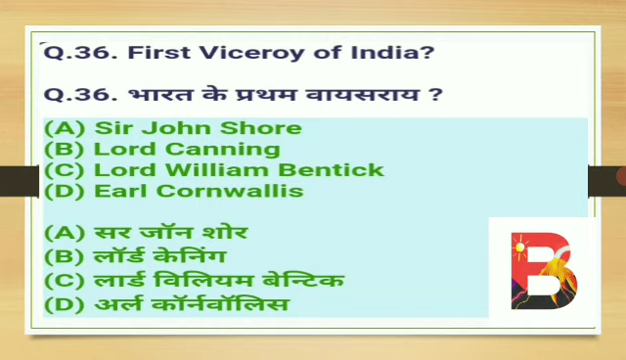 Q.36. First Viceroy of India?
Q.36. भारत के प्रथम वायसराय ?
(A) Sir John Shore
(B) Lord Canning
(C) Lord William Bentick
(D) Earl Cornwallis
(A) सर जॉन शोर
(B) लॉर्ड केनिंग
(C) लार्ड विलियम बेन्टिक
(D) अर्ल कॉर्नवॉलिस
B